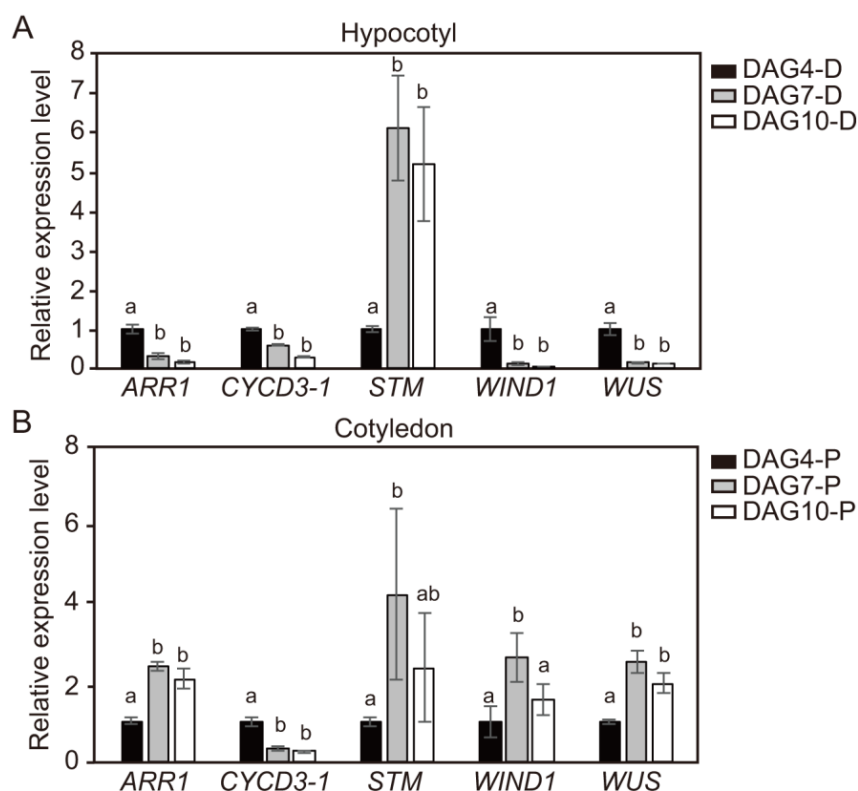 A
Hypocotyl
Relative expression level
8
7
6
5
4
3
2
1
0
a b b
a b b
a b b
a b b
a b b
ARR1 CYCD3-1 STM WIND1 WUS
DAG4-D
DAG7-D
DAG10-D
B
Cotyledon
Relative expression level
8
6
4
2
0
a b b
a b b
a b ab
a b a
a b b
ARR1 CYCD3-1 STM WIND1 WUS
DAG4-P
DAG7-P
DAG10-P